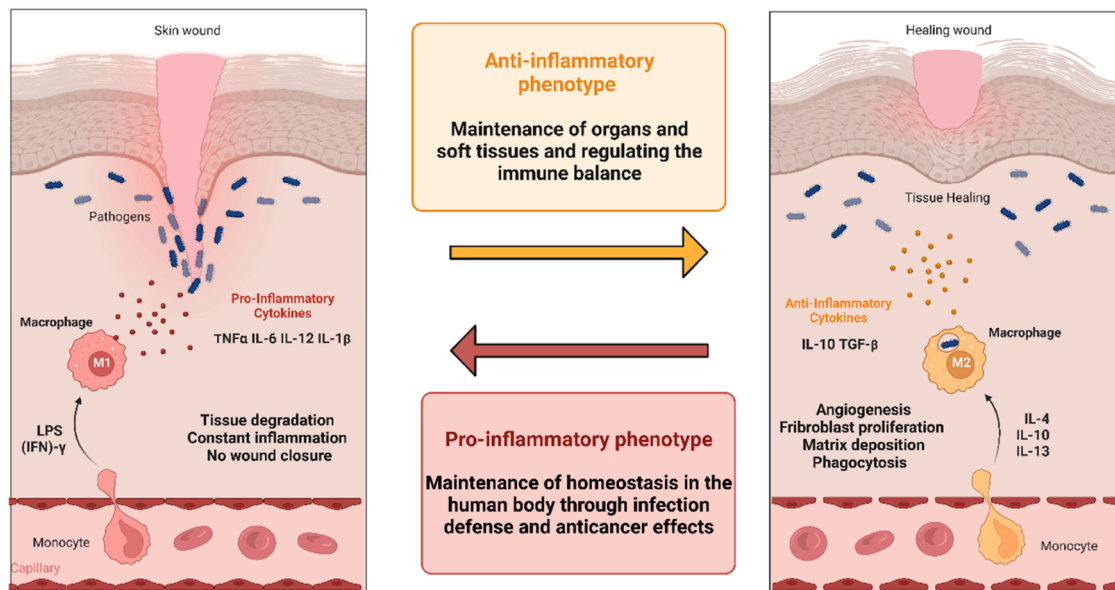 Skin wound
Pathogens
Pro-Inflammatory
Cytokines
TNFα IL-6 IL-12 IL-1β
Macrophage
M1
LPS
(IFN)-γ
Tissue degradation
Constant inflammation
No wound closure
Monocyte
Capillary
Anti-inflammatory
phenotype
Maintenance of organs and
soft tissues and regulating the
immune balance
Pro-inflammatory phenotype
Maintenance of homeostasis in the
human body through infection
defense and anticancer effects
Healing wound
Tissue Healing
Anti-Inflammatory
Cytokines
IL-10 TGF-β
Macrophage
M2
Angiogenesis
Fribroblast proliferation
Matrix deposition
Phagocytosis
IL-4
IL-10
IL-13
Monocyte